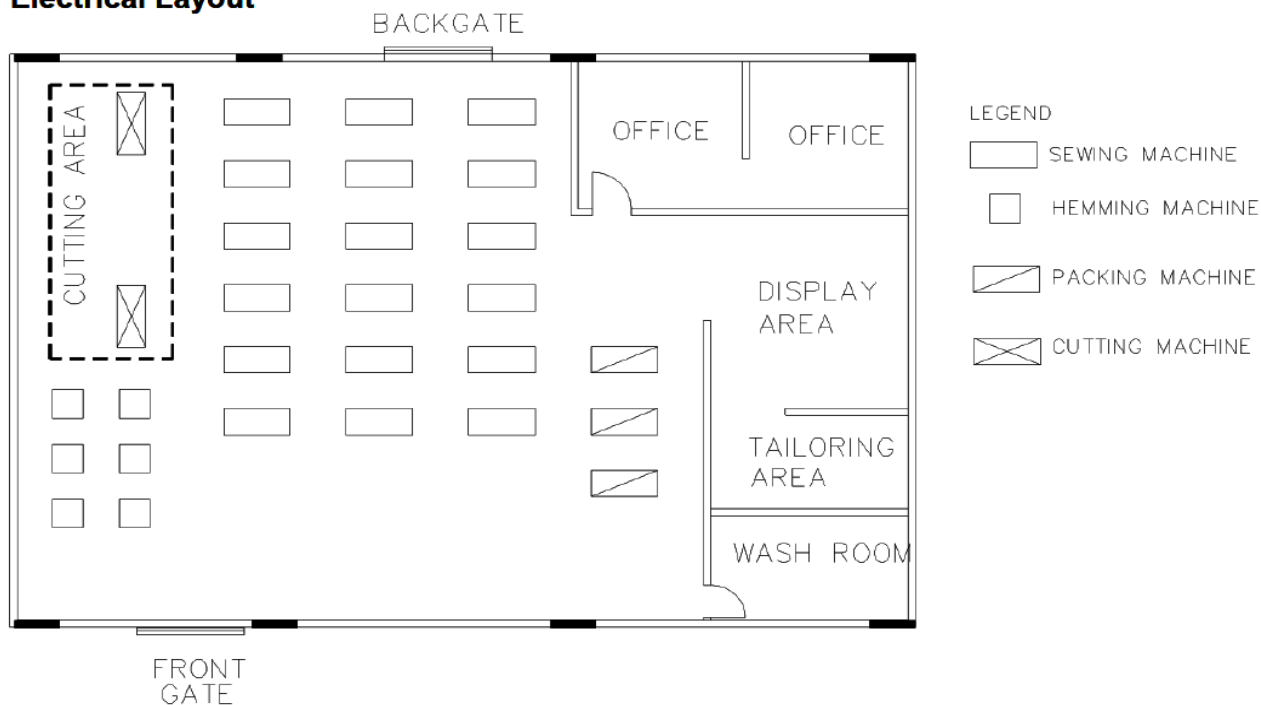 Electrical Layout
BACKGATE
CUTTING AREA
OFFICE
OFFICE
DISPLAY
AREA
TAILORING
AREA
WASH ROOM
FRONT
GATE
LEGEND
SEWING MACHINE
HEMMING MACHINE
PACKING MACHINE
CUTTING MACHINE